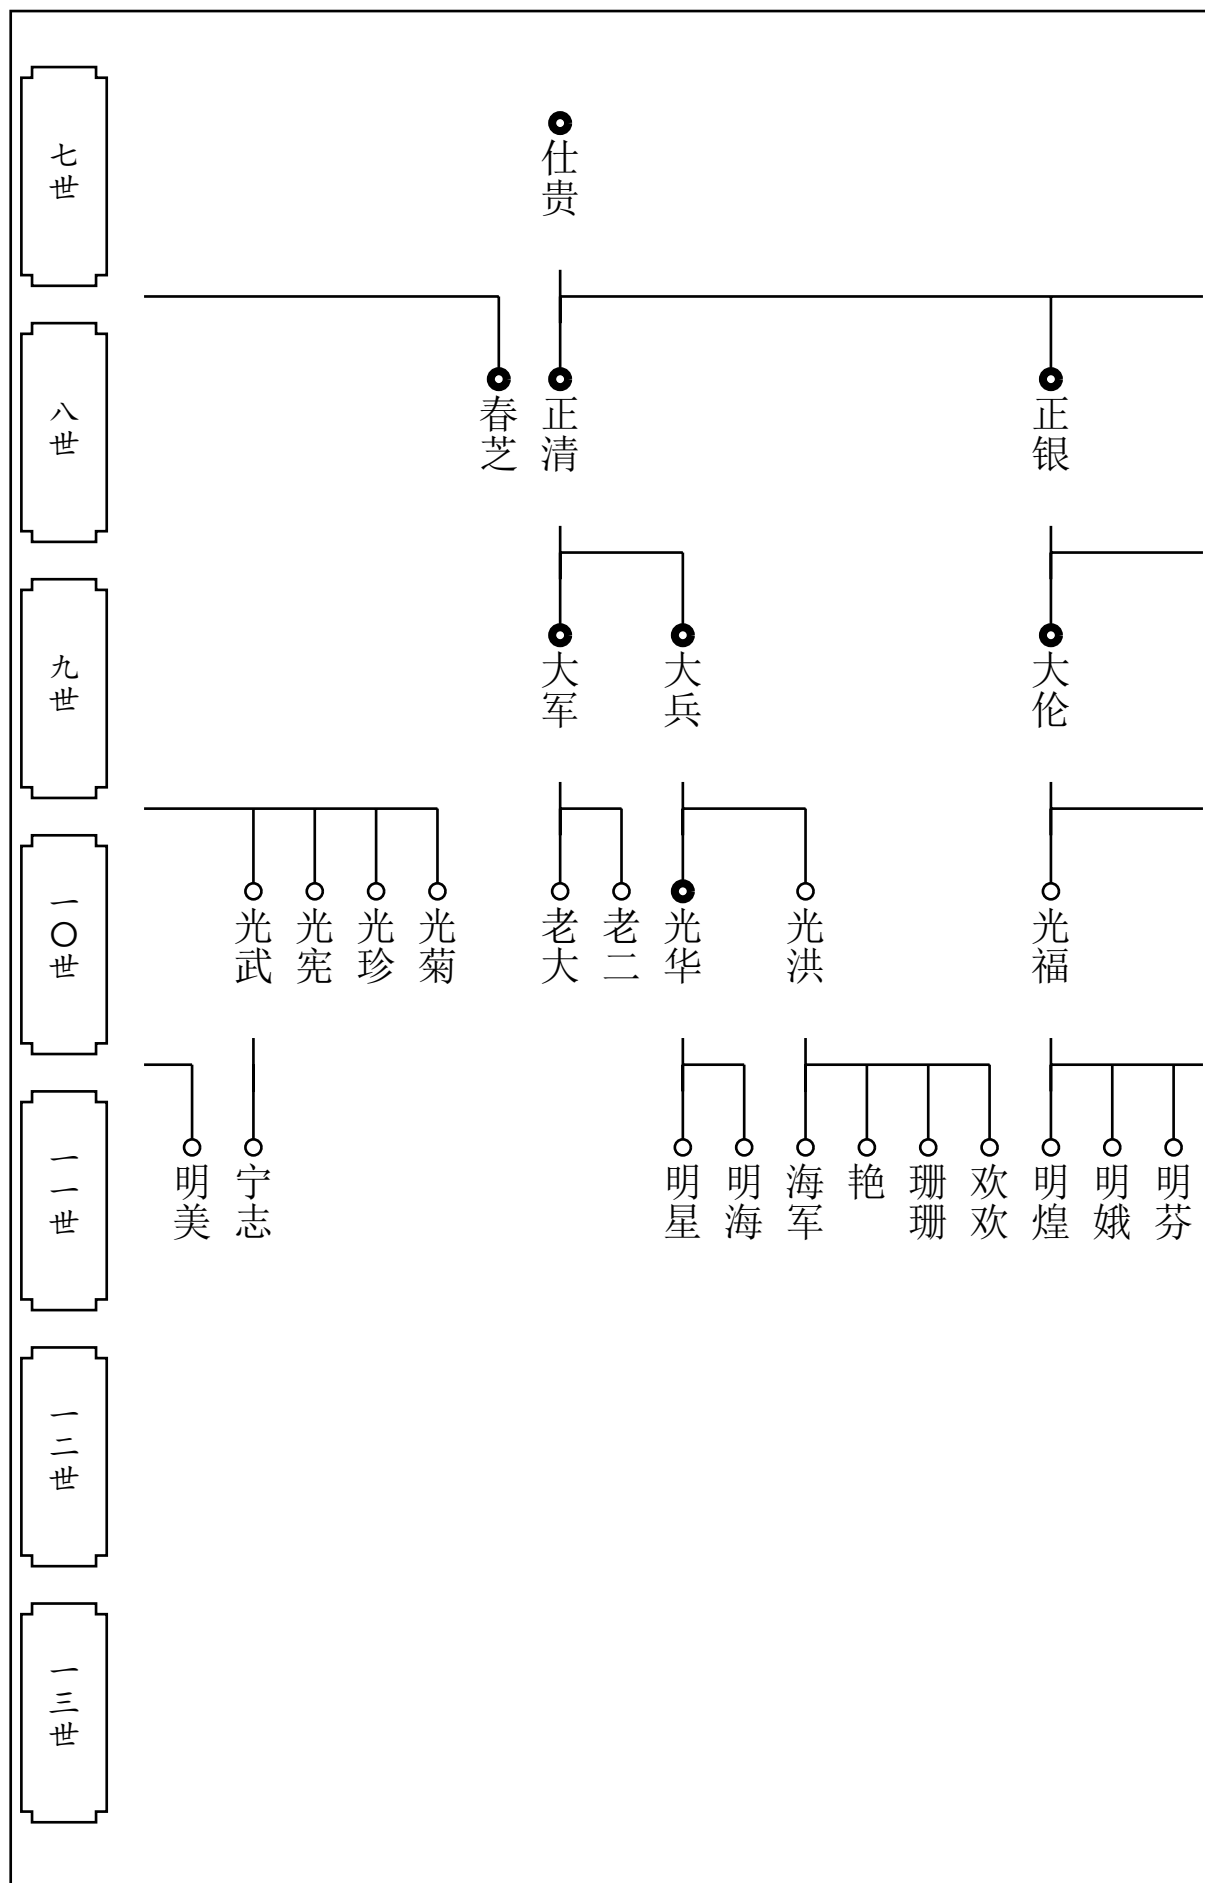 七世
仕贵
八世
春芝
正清
正银
九世
大军
大兵
大伦
一〇世
光武
光宪
光珍
光菊
老大
老二
光华
光洪
光福
一一世
明美
宁志
明星
明海
海军
艳
珊珊
欢欢
明煌
明娥
明芬
一二世
一三世